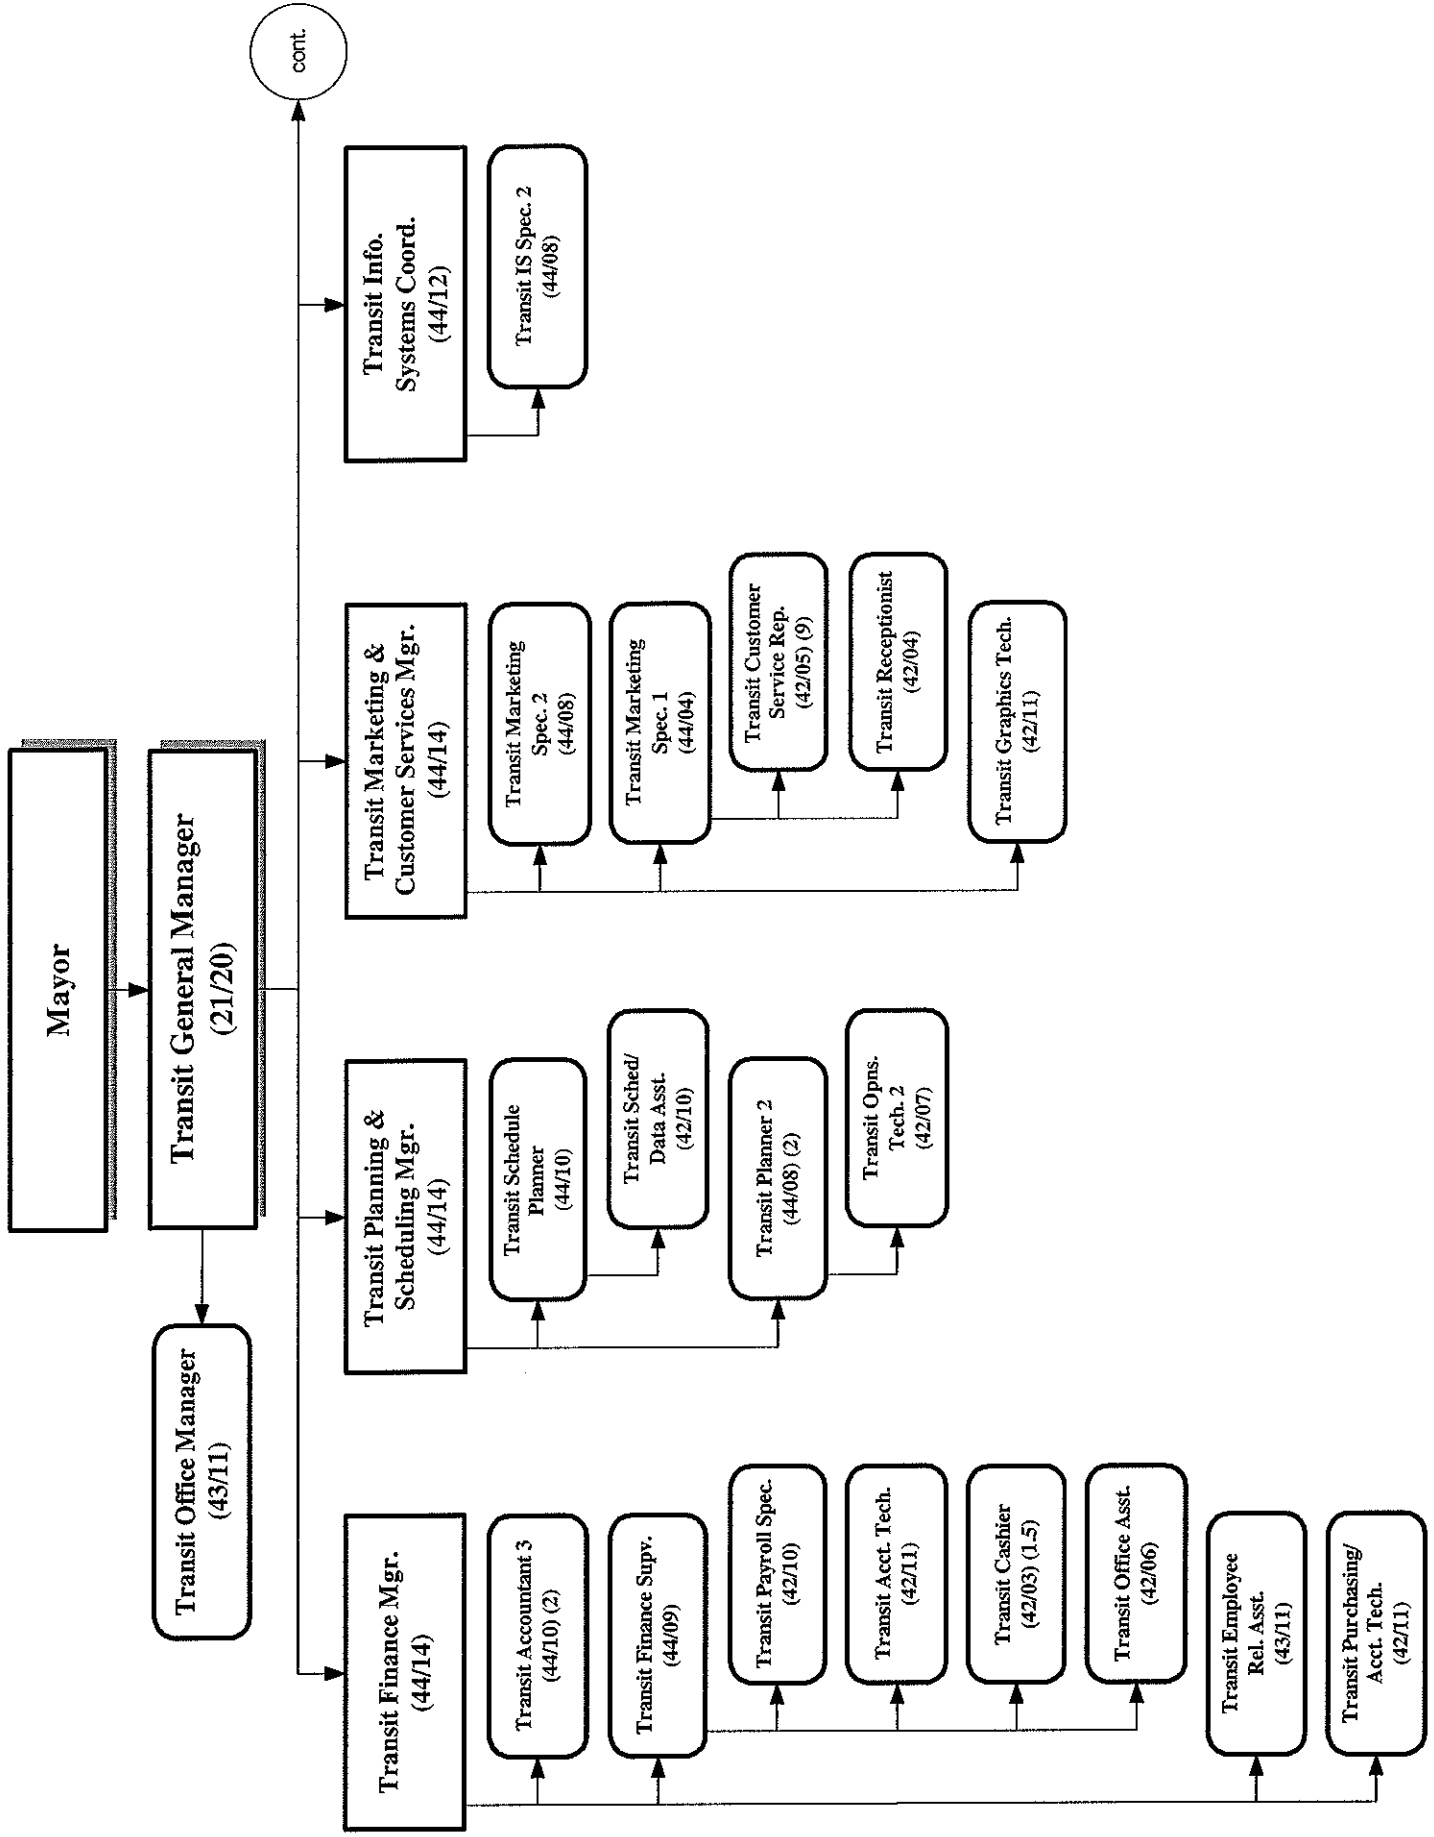 Mayor
Transit General Manager
(21/20)
Transit Office Manager
(43/11)
cont.
Transit Finance Mgr.
(44/14)
Transit Accountant 3
(44/10) (2)
Transit Finance Supv.
(44/09)
Transit Payroll Spec.
(42/10)
Transit Acct. Tech.
(42/11)
Transit Cashier
(42/03) (1.5)
Transit Office Asst.
(42/06)
Transit Employee
Rel. Asst.
(43/11)
Transit Purchasing/
Acct. Tech.
(42/11)
Transit Planning &
Scheduling Mgr.
(44/14)
Transit Schedule
Planner
(44/10)
Transit Sched/
Data Asst.
(42/10)
Transit Planner 2
(44/08) (2)
Transit Opns.
Tech. 2
(42/07)
Transit Marketing &
Customer Services Mgr.
(44/14)
Transit Marketing
Spec. 2
(44/08)
Transit Marketing
Spec. 1
(44/04)
Transit Customer
Service Rep.
(42/05) (9)
Transit Receptionist
(42/04)
Transit Graphics Tech.
(42/11)
Transit Info.
Systems Coord.
(44/12)
Transit IS Spec. 2
(44/08)